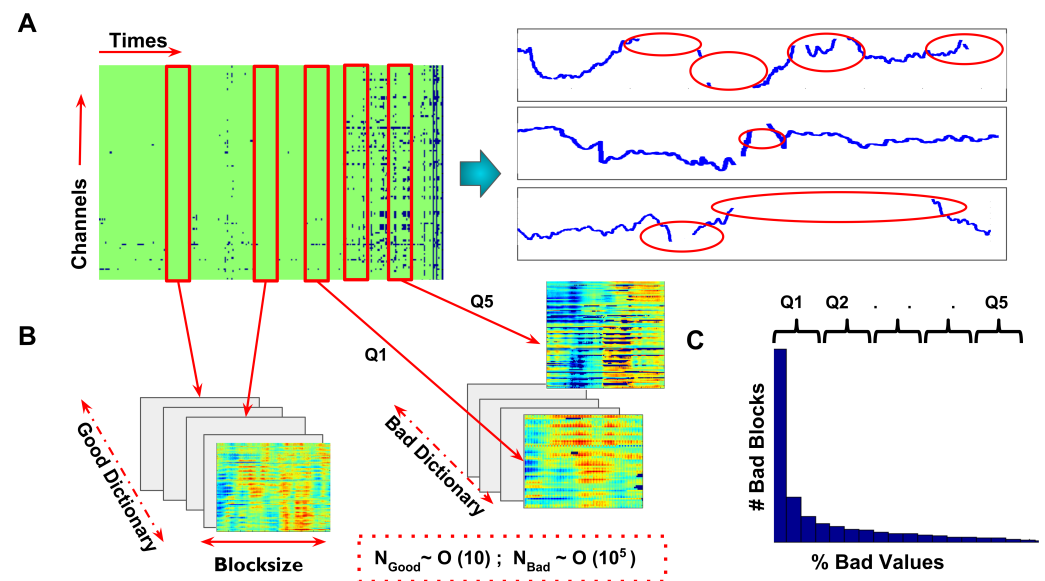 A
Times
Channels
B
Q5
Q1
Good Dictionary
Bad Dictionary
Blocksize
N_Good ~ O (10) ; N_Bad ~ O (10^5 )
C
Q1 Q2 . . . Q5
# Bad Blocks
% Bad Values